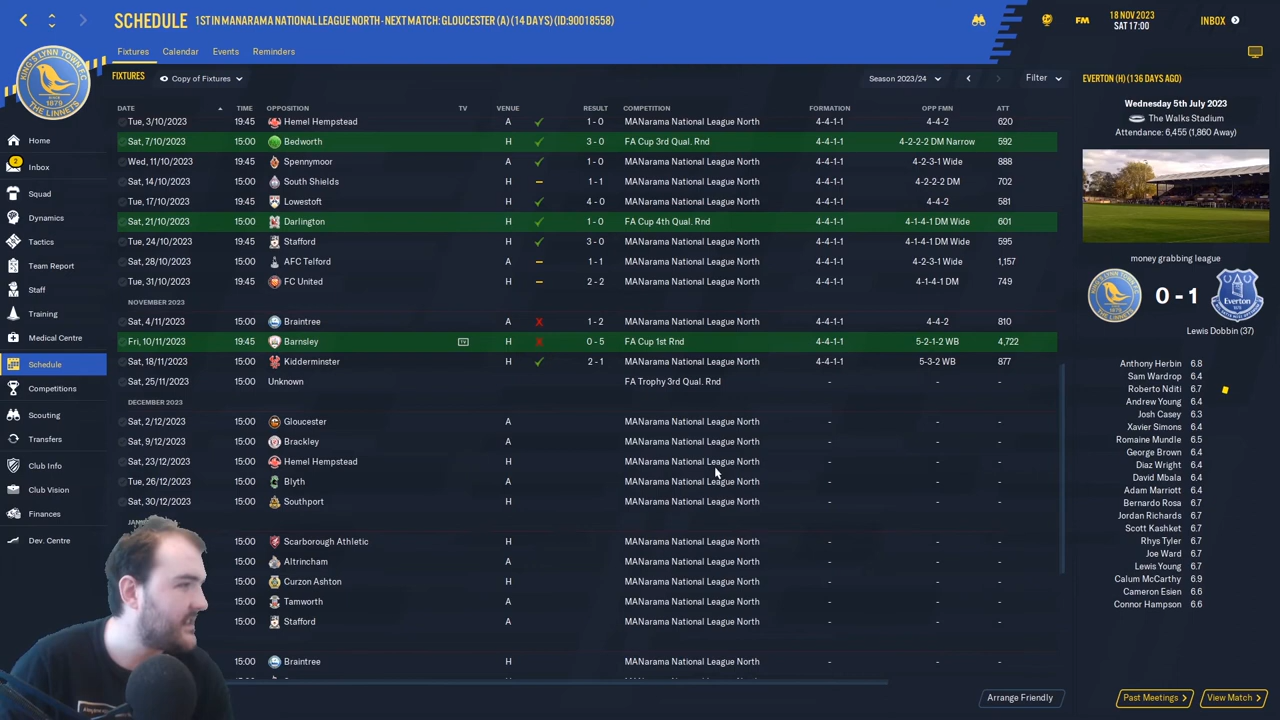 SCHEDULE 1ST IN MANARAMA NATIONAL LEAGUE NORTH - NEXT MATCH: GLOUCESTER (A) (14 DAYS) (ID:90018558)
FM 18 NOV 2023 SAT 17:00 INBOX
Fixtures Calendar Events Reminders
FIXTURES Copy of Fixtures Season 2023/24 Filter
DATE TIME OPPOSITION TV VENUE RESULT COMPETITION FORMATION OPP FMN ATT
Tue, 3/10/2023 19:45 Hemel Hempstead A 1 - 0 MANarama National League North 4-4-1-1 4-4-2 620
Sat, 7/10/2023 15:00 Bedworth H 3 - 0 FA Cup 3rd Qual. Rnd 4-4-1-1 4-2-2-2 DM Narrow 592
Wed, 11/10/2023 19:45 Spennymoor A 1 - 0 MANarama National League North 4-4-1-1 4-2-3-1 Wide 888
Sat, 14/10/2023 15:00 South Shields H 1 - 1 MANarama National League North 4-4-1-1 4-2-2-2 DM 702
Tue, 17/10/2023 19:45 Lowestoft H 4 - 0 MANarama National League North 4-4-1-1 4-4-2 581
Sat, 21/10/2023 15:00 Darlington H 1 - 0 FA Cup 4th Qual. Rnd 4-4-1-1 4-1-4-1 DM Wide 601
Tue, 24/10/2023 19:45 Stafford H 3 - 0 MANarama National League North 4-4-1-1 4-1-4-1 DM Wide 595
Sat, 28/10/2023 15:00 AFC Telford A 1 - 1 MANarama National League North 4-4-1-1 4-2-3-1 Wide 1,157
Tue, 31/10/2023 19:45 FC United H 2 - 2 MANarama National League North 4-4-1-1 4-1-4-1 DM 749
NOVEMBER 2023
Sat, 4/11/2023 15:00 Braintree A 1 - 2 MANarama National League North 4-4-1-1 4-4-2 810
Fri, 10/11/2023 19:45 Barnsley TV H 0 - 5 FA Cup 1st Rnd 4-4-1-1 5-2-1-2 WB 4,722
Sat, 18/11/2023 15:00 Kidderminster H 2 - 1 MANarama National League North 4-4-1-1 5-3-2 WB 877
Sat, 25/11/2023 15:00 Unknown FA Trophy 3rd Qual. Rnd - - -
DECEMBER 2023
Sat, 2/12/2023 15:00 Gloucester A MANarama National League North - - -
Sat, 9/12/2023 15:00 Brackley A MANarama National League North - - -
Sat, 23/12/2023 15:00 Hemel Hempstead H MANarama National League North - - -
Tue, 26/12/2023 15:00 Blyth A MANarama National League North - - -
Sat, 30/12/2023 15:00 Southport H MANarama National League North - - -
15:00 Scarborough Athletic H MANarama National League North - - -
15:00 Altrincham A MANarama National League North - - -
15:00 Curzon Ashton H MANarama National League North - - -
15:00 Tamworth A MANarama National League North - - -
15:00 Stafford A MANarama National League North - - -
15:00 Braintree H MANarama National League North - - -
Arrange Friendly
KING'S LYNN TOWN FC
1879
THE LINNETS
Home
2 Inbox
Squad
Dynamics
Tactics
Team Report
Staff
Training
Medical Centre
Schedule
Competitions
Scouting
Transfers
Club Info
Club Vision
Finances
Dev. Centre
EVERTON (H) (136 DAYS AGO)
Wednesday 5th July 2023
The Walks Stadium
Attendance: 6,455 (1,860 Away)
money grabbing league
0 - 1
Everton
Lewis Dobbin (37)
Anthony Herbin 6.8
Sam Wardrop 6.4
Roberto Nditi 6.7
Andrew Young 6.4
Josh Casey 6.3
Xavier Simons 6.4
Romaine Mundle 6.5
George Brown 6.4
Diaz Wright 6.4
David Mbala 6.4
Adam Marriott 6.4
Bernardo Rosa 6.7
Jordan Richards 6.7
Scott Kashket 6.7
Rhys Tyler 6.7
Joe Ward 6.7
Lewis Young 6.7
Calum McCarthy 6.9
Cameron Esien 6.6
Connor Hampson 6.6
Past Meetings View Match